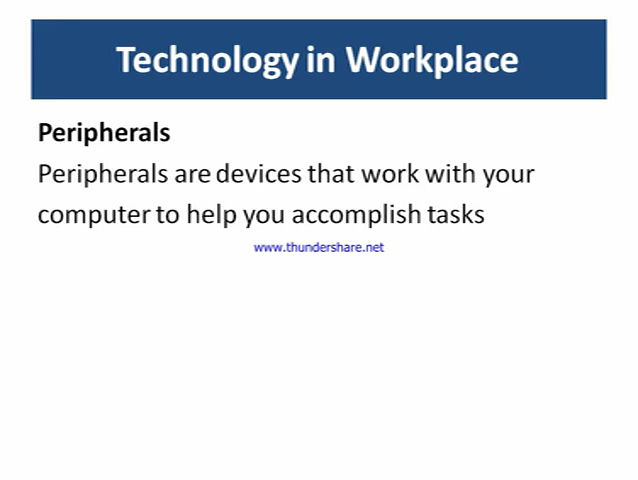 Technology in Workplace
Peripherals
Peripherals are devices that work with your
computer to help you accomplish tasks
www.thundershare.net